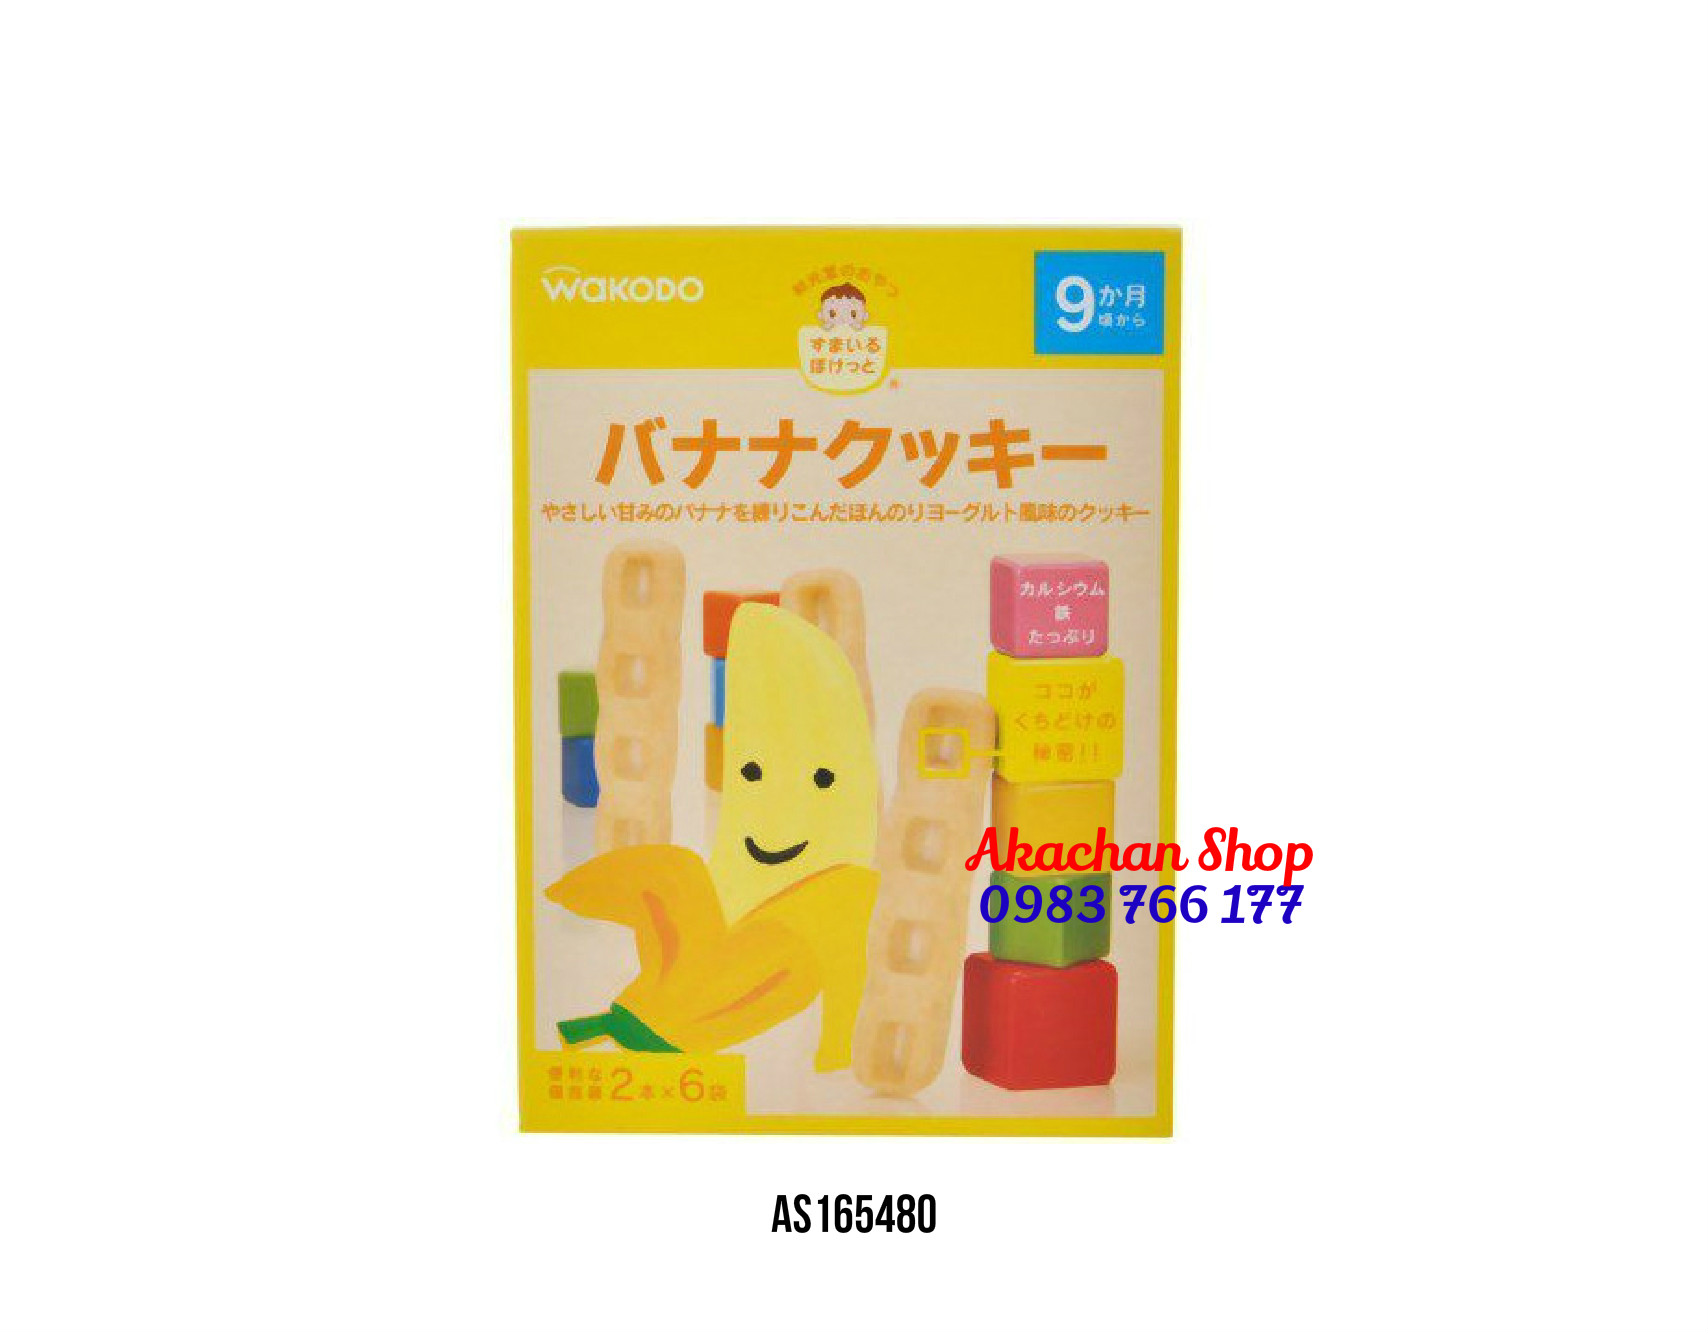 WAKODO
和光堂のおやつ
すまいる
ぽけっと
®
9か月
頃から
バナナクッキー
やさしい甘みのバナナを練りこんだほんのりヨーグルト風味のクッキー
カルシウム
鉄
たっぷり
ココが
くちどけの
秘密!!
Akachan Shop
0983 766 177
便利な
個包装 2本×6袋
AS165480